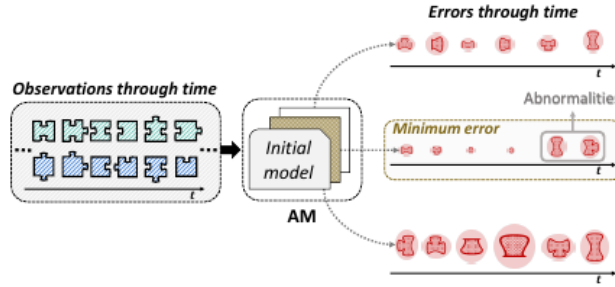 Errors through time
t
Observations through time
Abnormalitie
Minimum error
t
Initial
model
t
AM
t